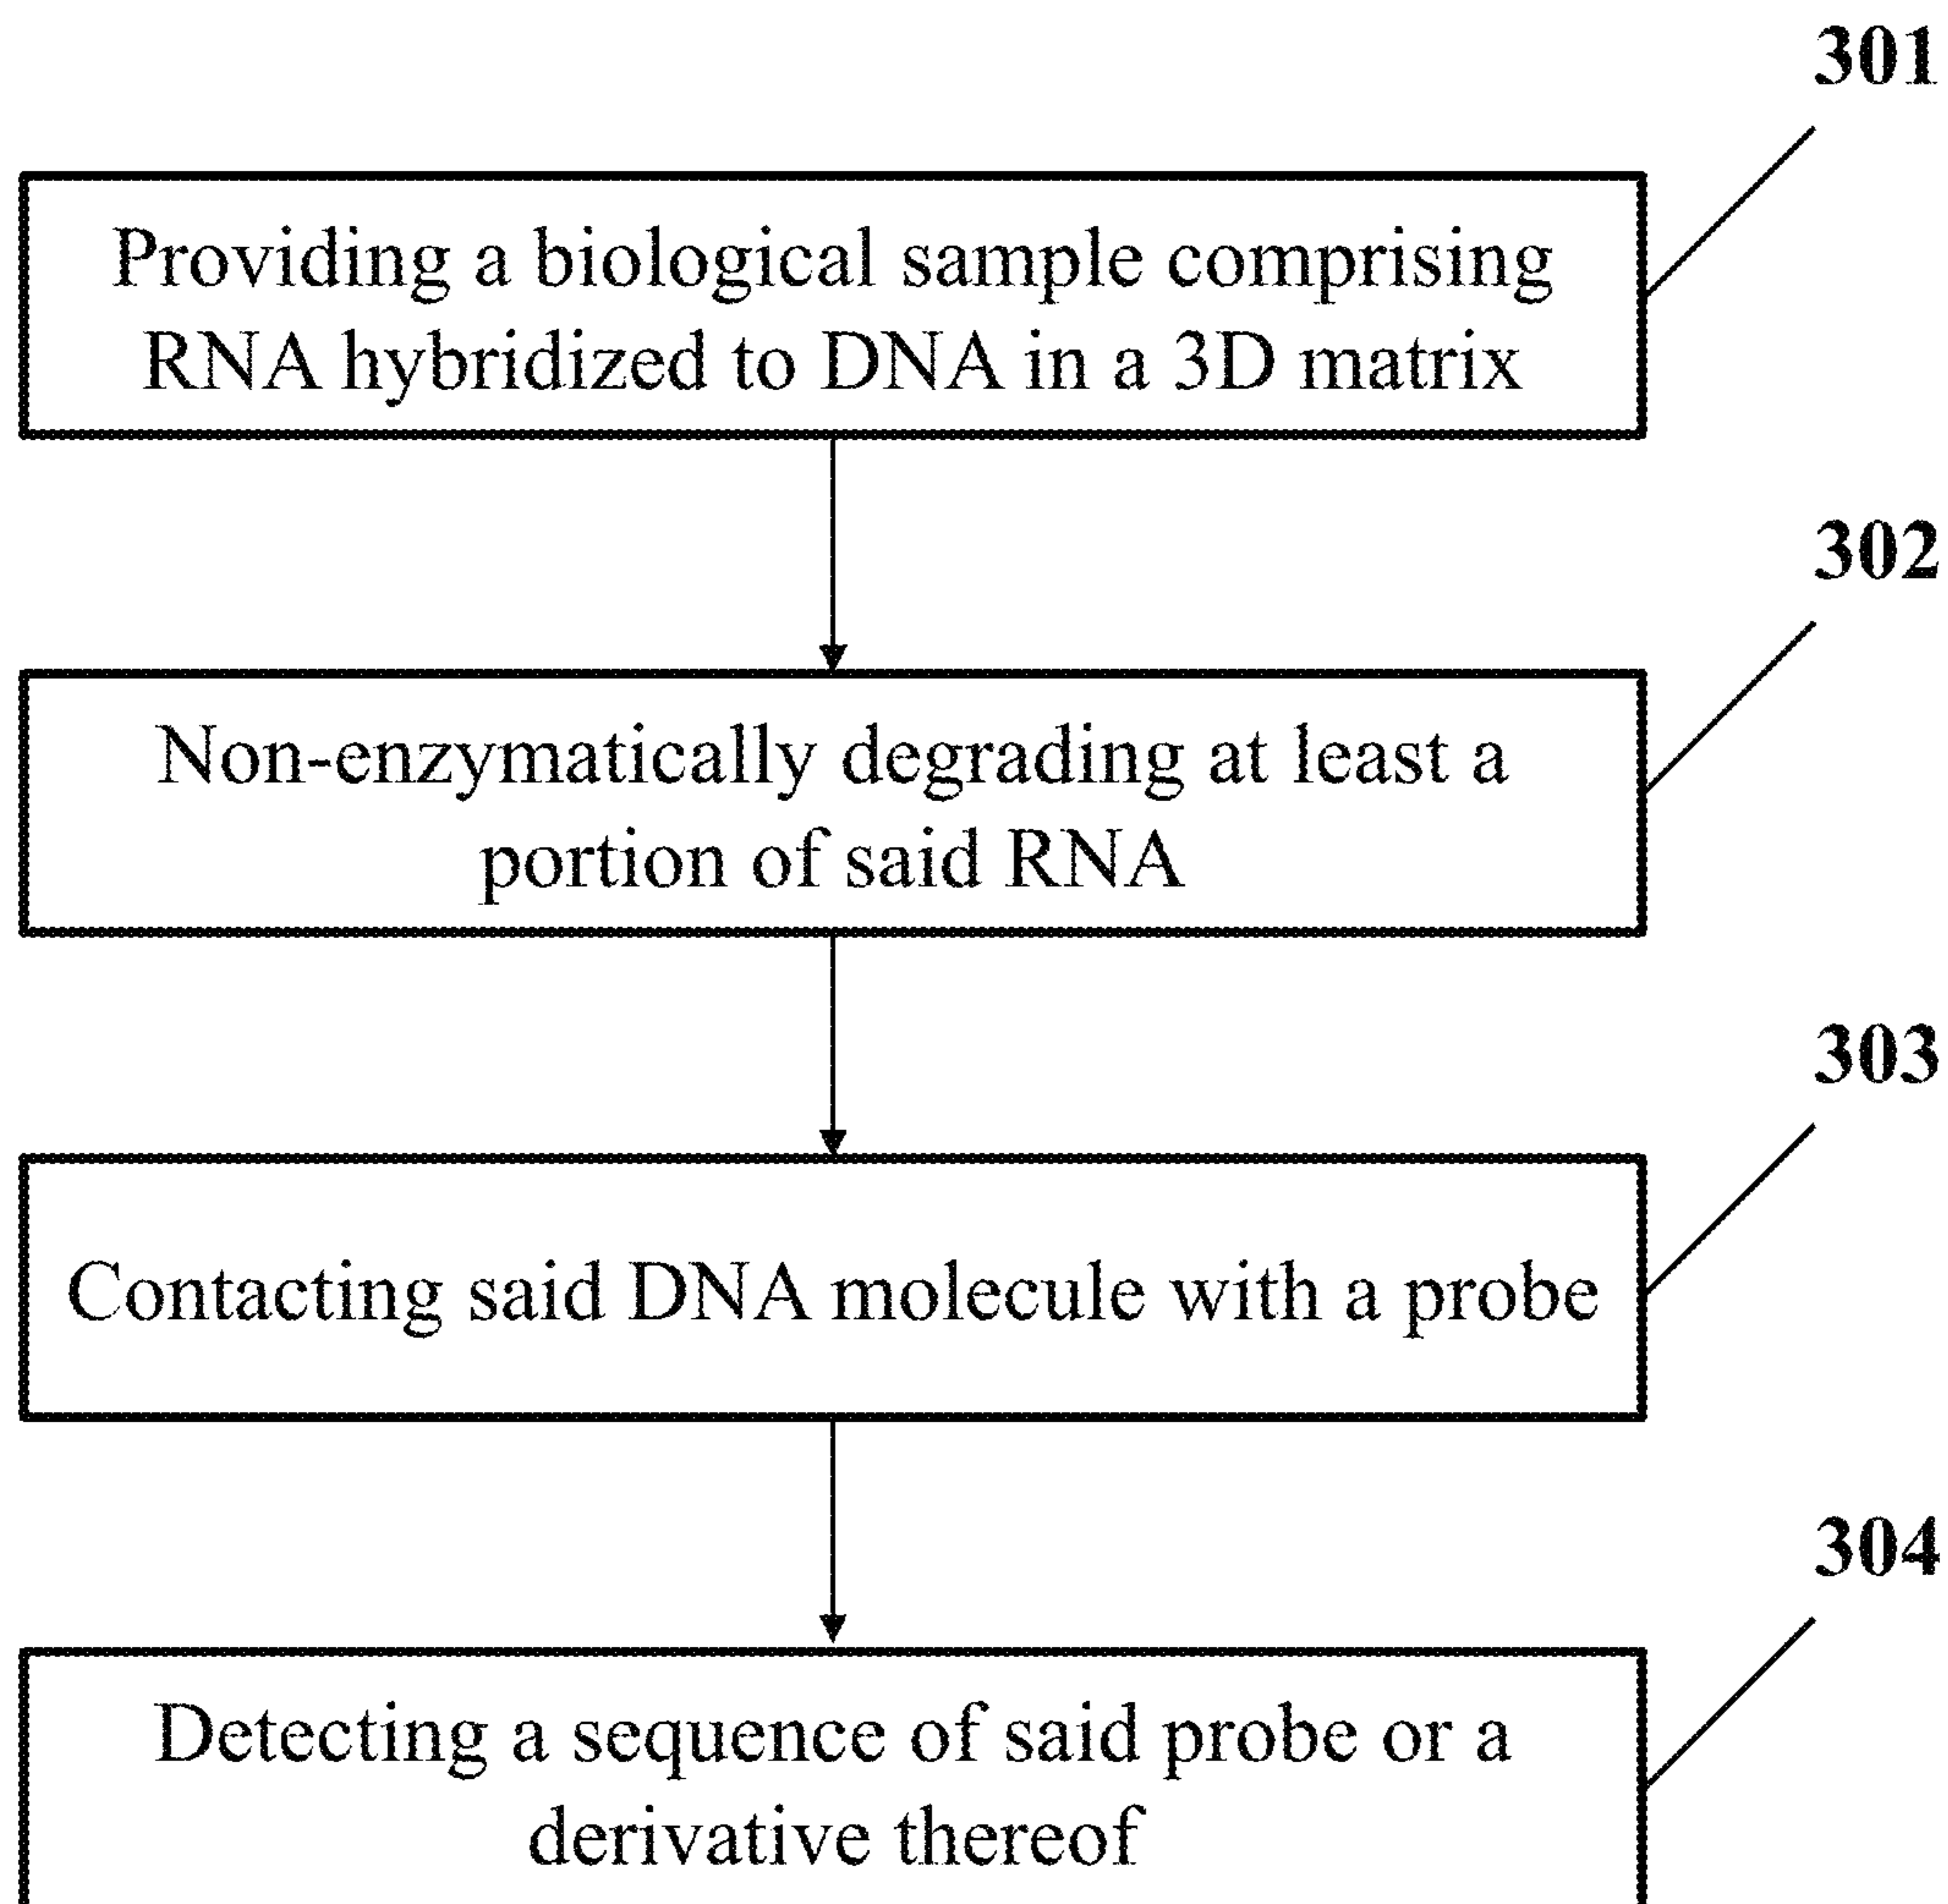 301
Providing a biological sample comprising
RNA hybridized to DNA in a 3D matrix
302
Non-enzymatically degrading at least a
portion of said RNA
303
Contacting said DNA molecule with a probe
304
Detecting a sequence of said probe or a
derivative thereof